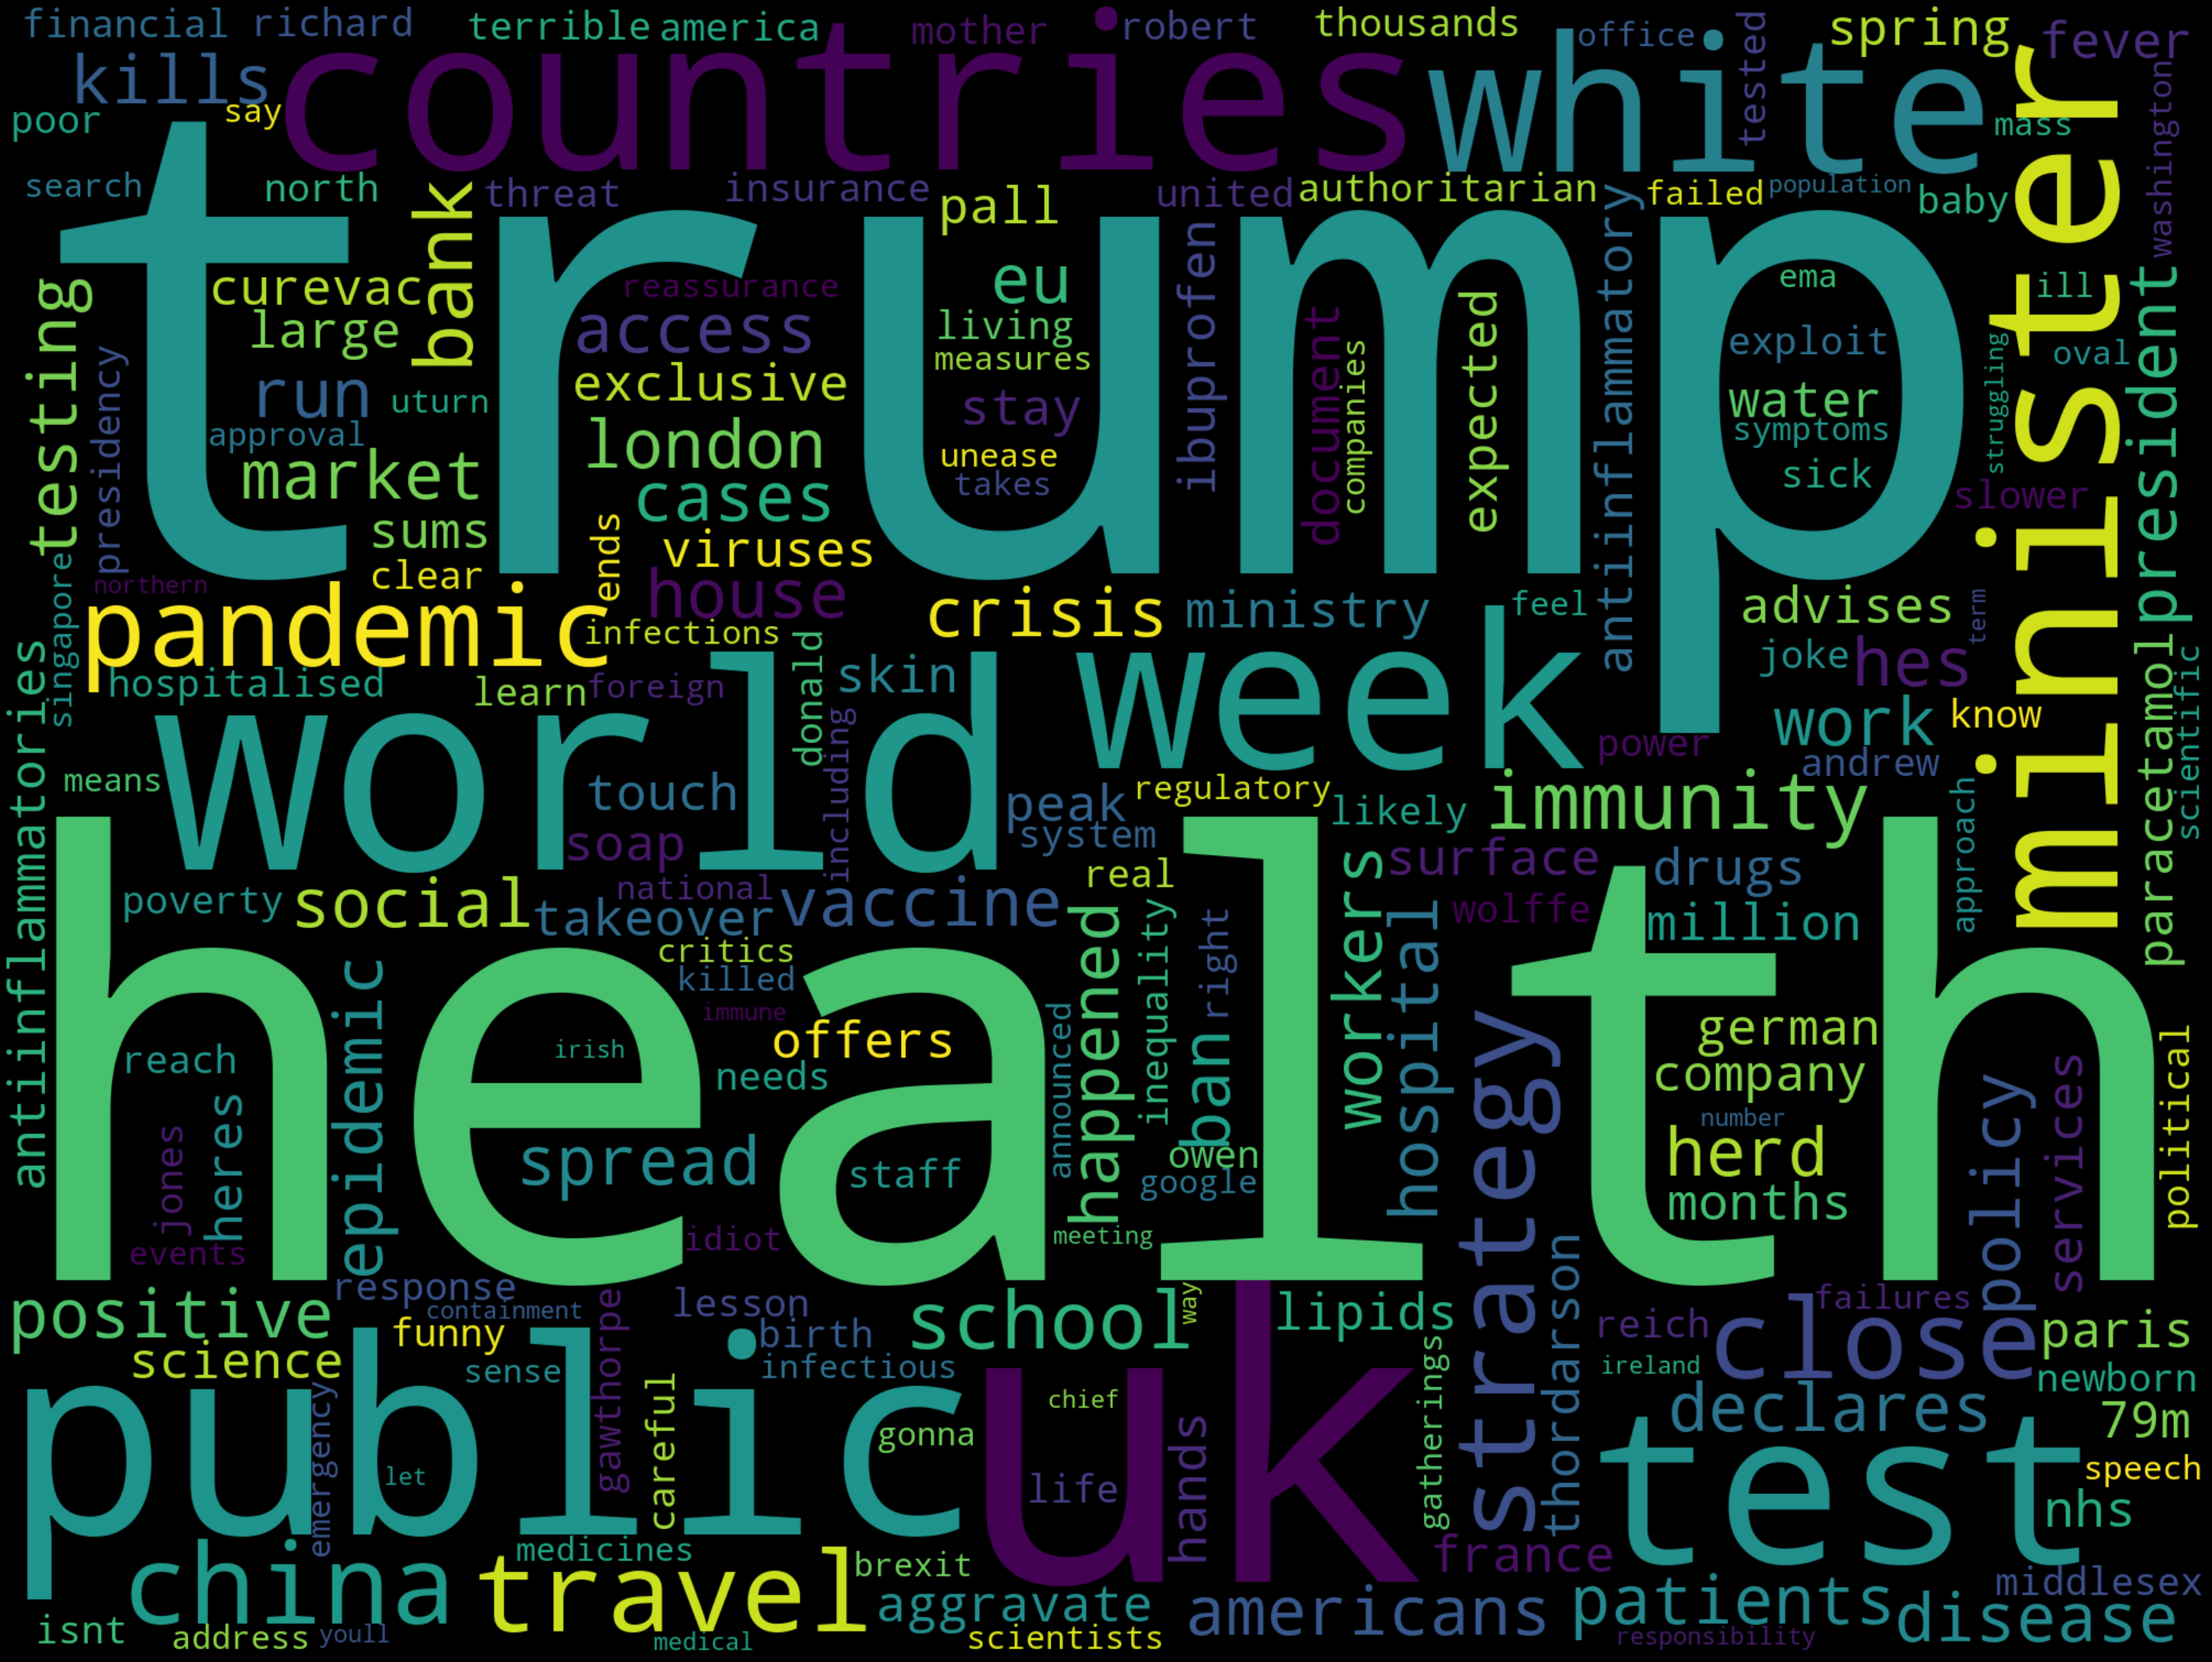 financial richard terrible america mother robert thousands office spring fever
kills countries white tested
say poor mass washington
search north bank threat insurance pall united authoritarian failed population baby minister
trump
testing curevac reassurance eu ibuprofen antiinflammatory ema ill president
large access living document companies expected exploit oval
presidency run uturn exclusive measures stay water struggling
approval london unease symptoms
market cases takes sick slower
sums viruses ends
singapore northern clear house crisis ministry feel advises term
pandemic infections donald week joke hes
hospitalised learn foreign skin work know paracetamol scientific
antiinflammatories world including power andrew
means touch peak regulatory likely immunity approach
soap system real workers surface drugs
poverty social national takeover vaccine happened inequality right hospital wolffe million
critics
killed
health
epidemic immune announced ban strategy german policy services political
reach irish offers company
heres needs number
jones spread staff owen herd
google months
events idiot meeting thordarson
positive response containment gawthorpe lesson school way lipids reich failures close paris
science funny birth gatherings ireland
public sense infectious uk declares newborn
emergency careful chief hands test 79m
let gonna life speech
nhs
china travel medicines brexit france middlesex
isnt address youll medical aggravate scientists americans patients responsibility disease